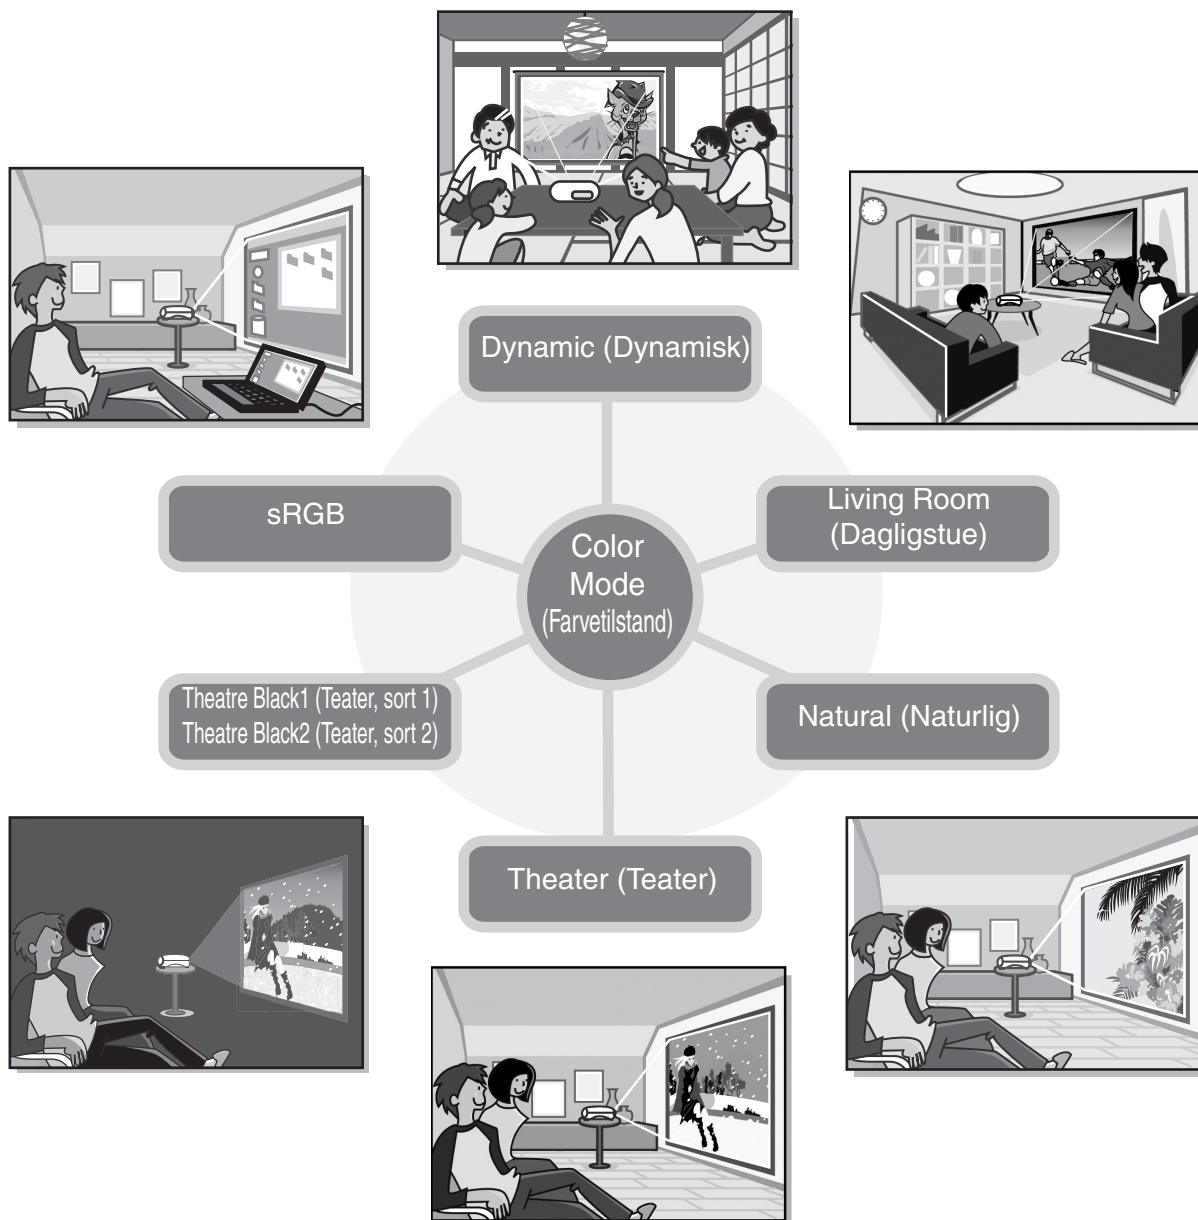 Dynamic (Dynamisk)
sRGB
Living Room
(Dagligstue)
Color
Mode
(Farvetilstand)
Theatre Black1 (Teater, sort 1)
Theatre Black2 (Teater, sort 2)
Natural (Naturlig)
Theater (Teater)